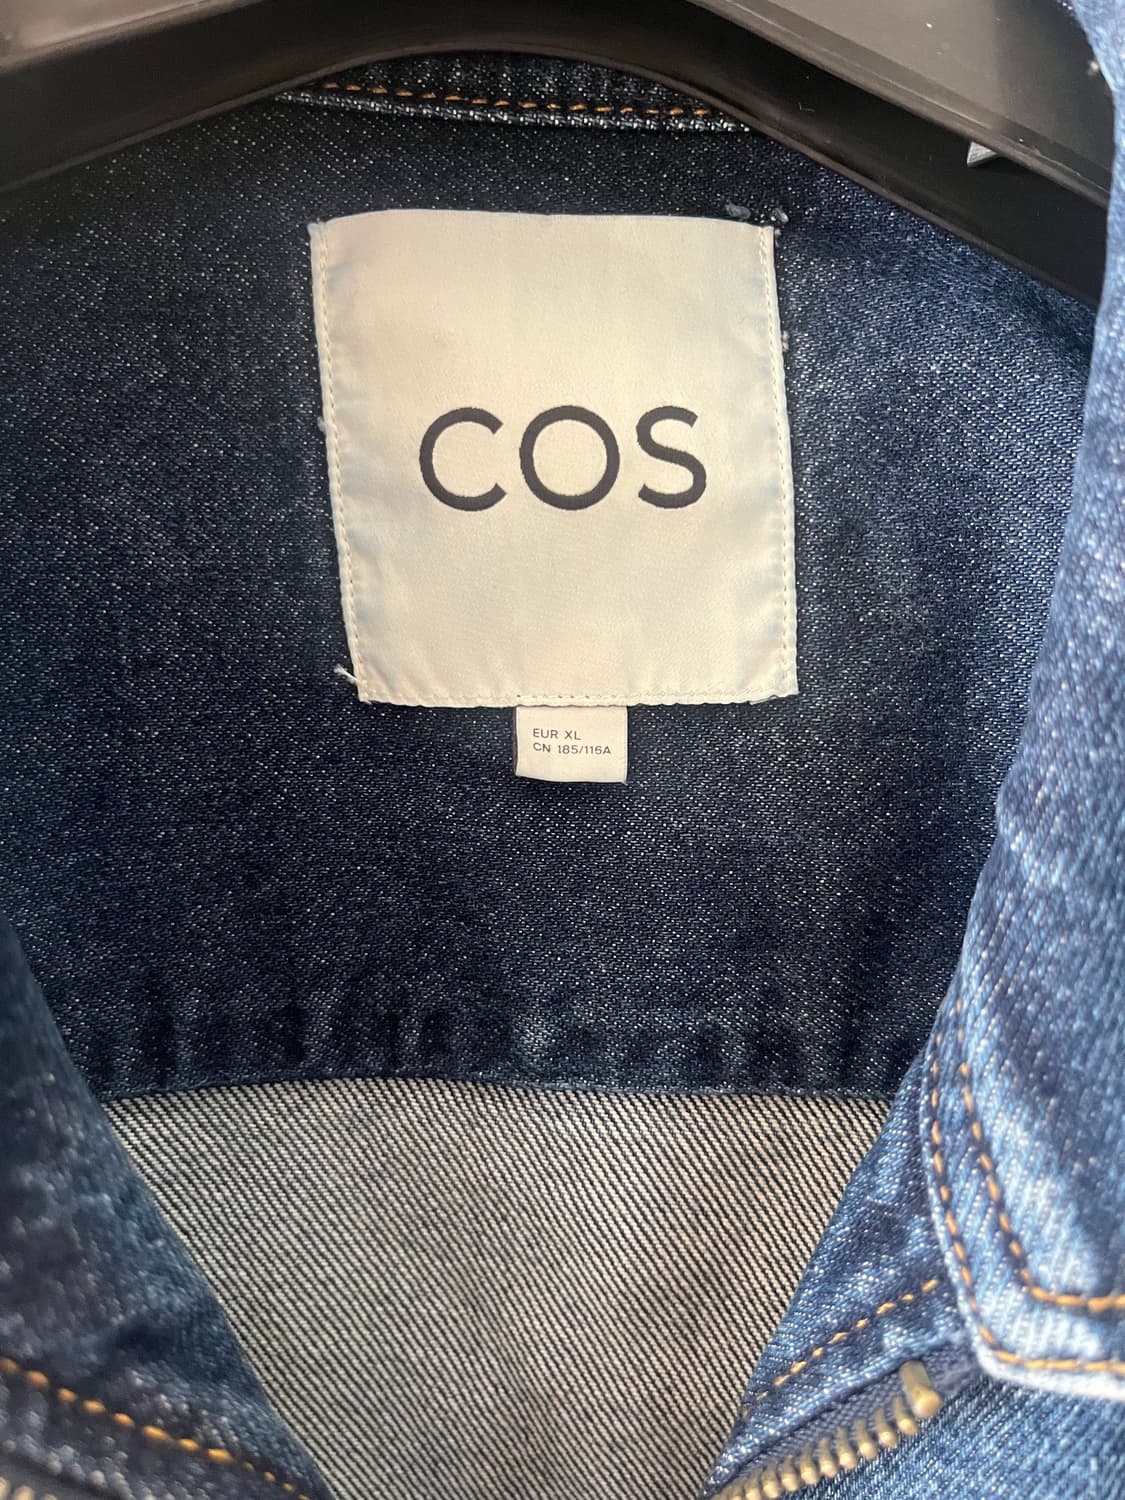 COS
EUR XL
CN 185/116A